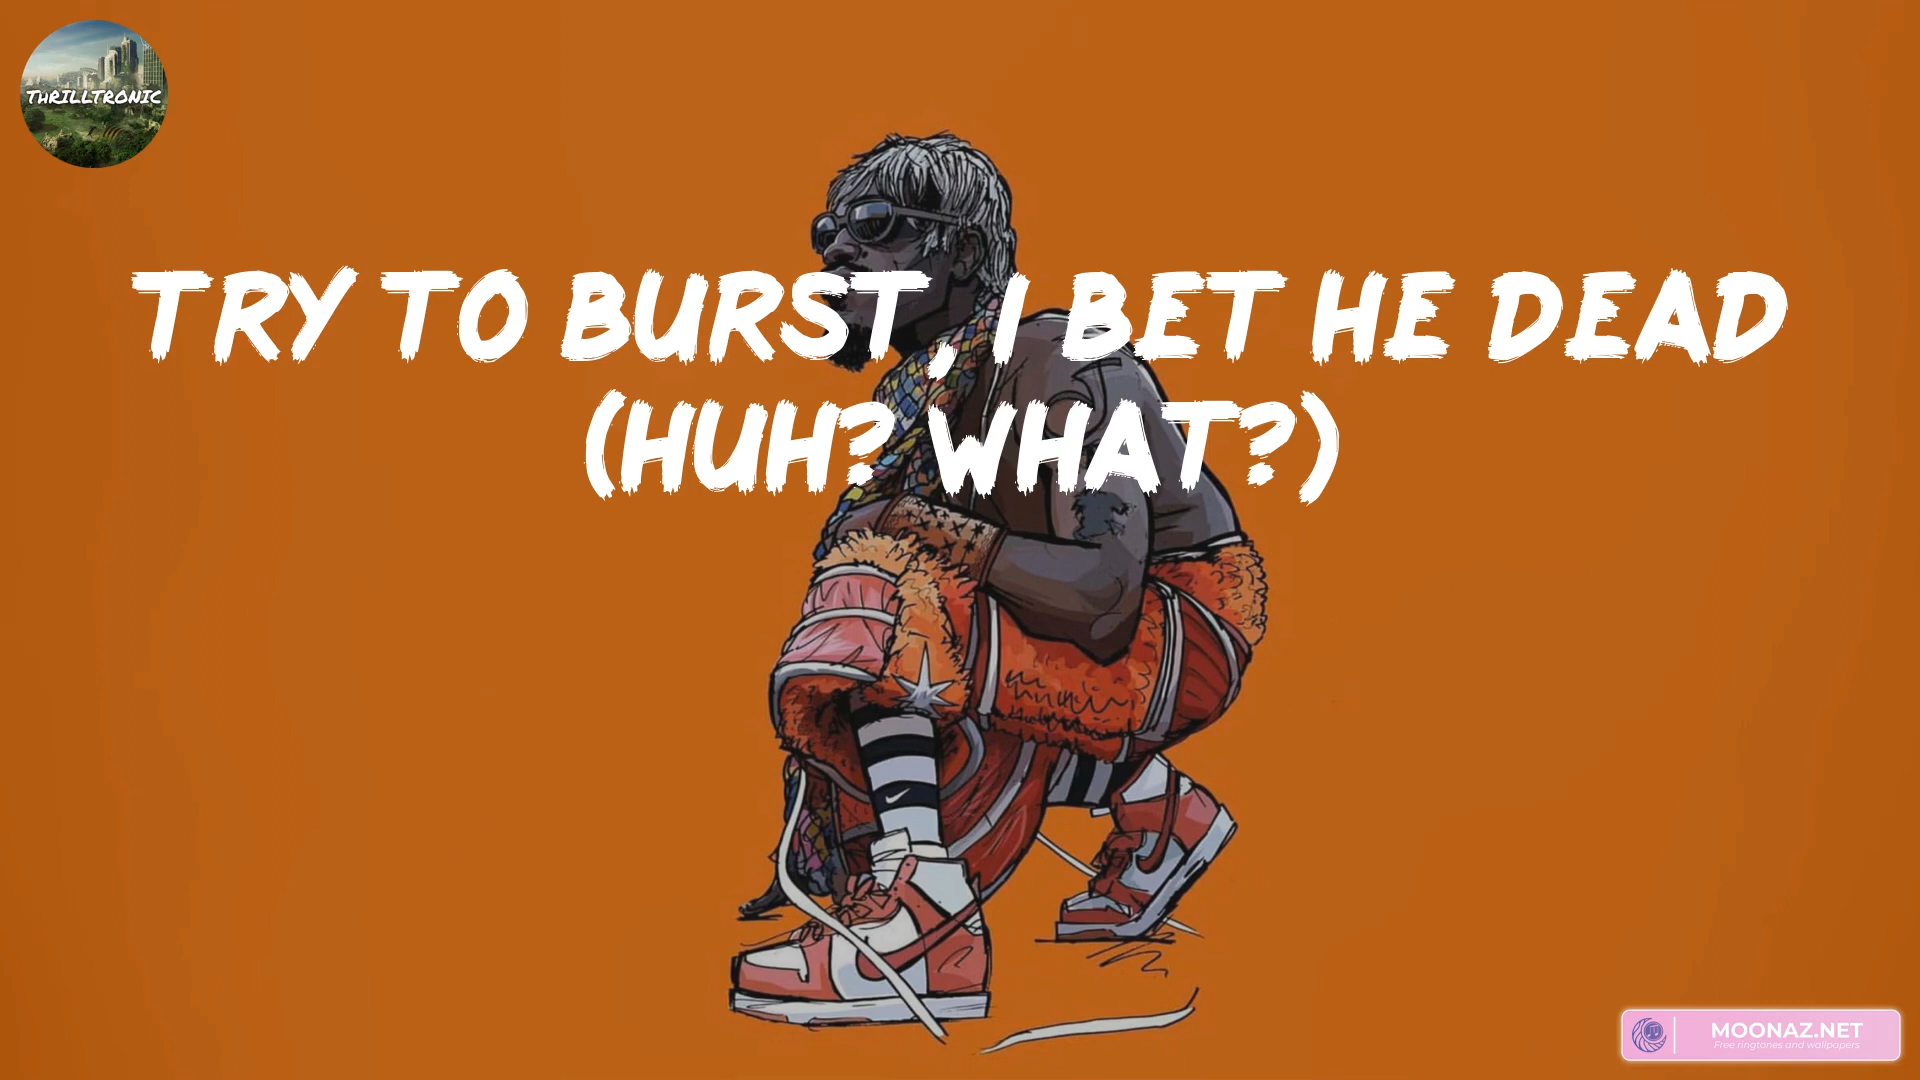 THRILLTRONIC
TRY TO BURST, I BET HE DEAD
(HUH? WHAT?)
MOONAZ.NET
Free ringtones and wallpapers